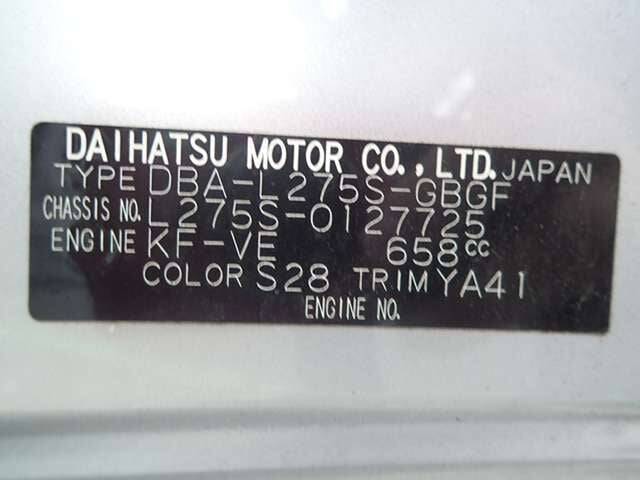 DAIHATSU MOTOR CO., LTD. JAPAN
TYPE DBA-L275S-GBGF
CHASSIS NO. L275S-0127725
ENGINE KF-VE 658cc
COLOR S28 TRIM YA41
ENGINE NO.